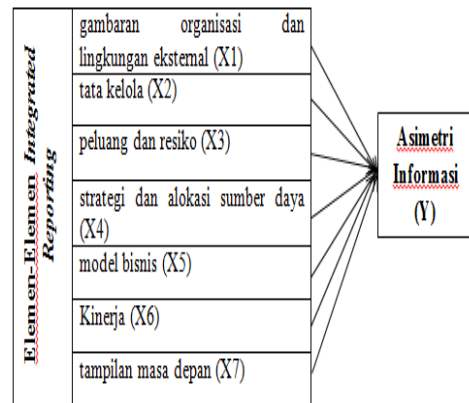 Elemen-Elemen Integrated
Reporting
gambaran organisasi dan
lingkungan eksternal (X1)
tata kelola (X2)
peluang dan resiko (X3)
strategi dan alokasi sumber daya
(X4)
model bisnis (X5)
Kinerja (X6)
tampilan masa depan (X7)
Asimetri
Informasi
(Y)